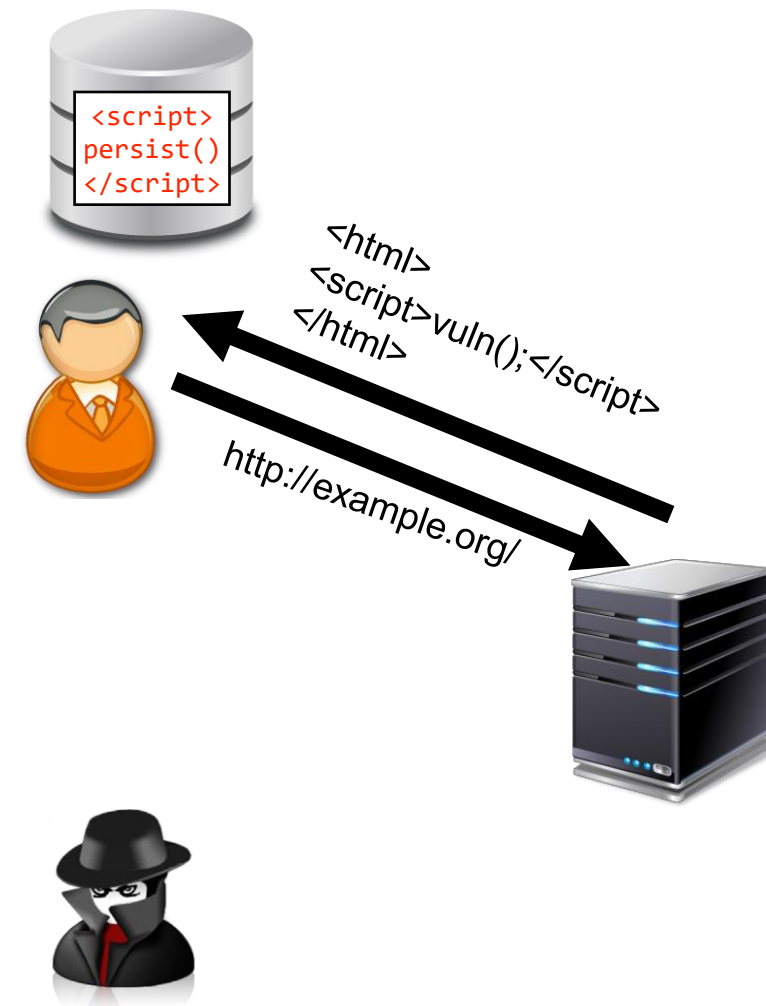 <script>
persist()
</script>
<html>
<script>vuln();</script>
</html>
http://example.org/